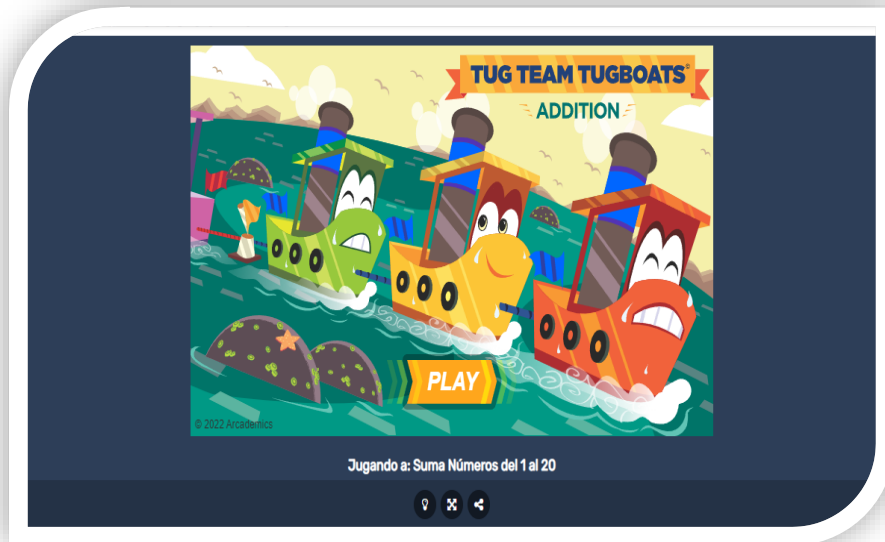 TUG TEAM TUGBOATS©
ADDITION
PLAY
© 2022 Arcademics
Jugando a: Suma Números del 1 al 20